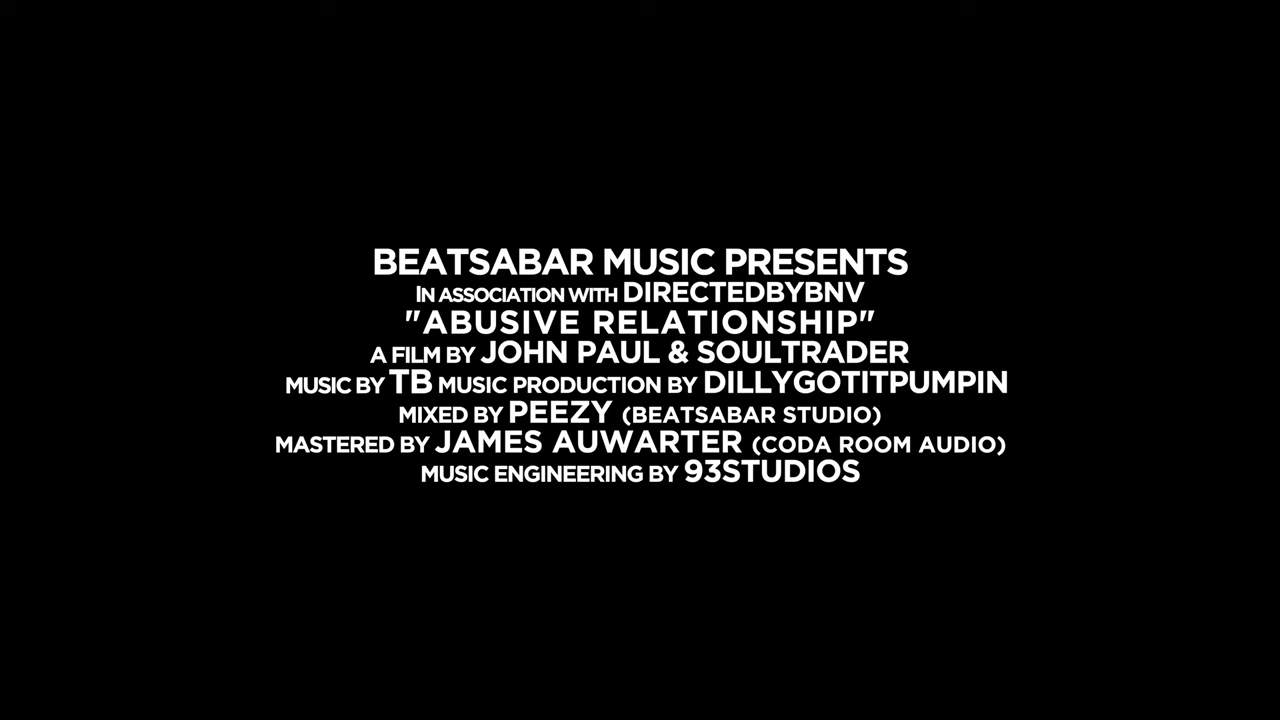 BEATSABAR MUSIC PRESENTS
IN ASSOCIATION WITH DIRECTEDBYBNV
"ABUSIVE RELATIONSHIP"
A FILM BY JOHN PAUL & SOULTRADER
MUSIC BY TB MUSIC PRODUCTION BY DILLYGOTITPUMPIN
MIXED BY PEEZY (BEATSABAR STUDIO)
MASTERED BY JAMES AUWARTER (CODA ROOM AUDIO)
MUSIC ENGINEERING BY 93STUDIOS